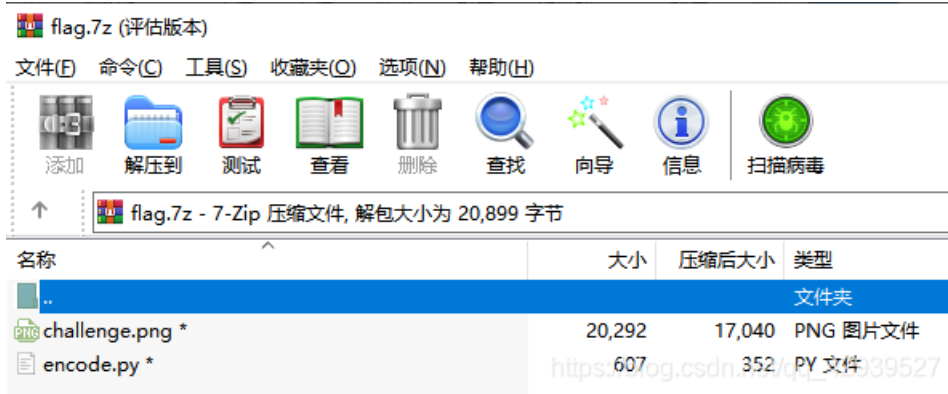 flag.7z (评估版本)
文件(F) 命令(C) 工具(S) 收藏夹(O) 选项(N) 帮助(H)
添加 解压到 测试 查看 删除 查找 向导 信息 扫描病毒
flag.7z - 7-Zip 压缩文件, 解包大小为 20,899 字节
名称 大小 压缩后大小 类型
.. 文件夹
challenge.png * 20,292 17,040 PNG 图片文件
encode.py * 607 352 PY 文件